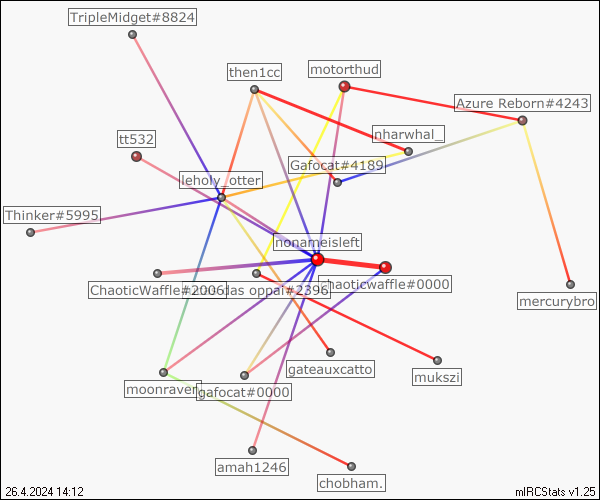 TripleMidget#8824
then1cc
motorthud
Azure Reborn#4243
nharwhal_
tt532
Gafocat#4189
leholy_otter
Thinker#5995
nonameisleft
ChaoticWaffle#2006
das oppai#2396
chaoticwaffle#0000
mercurybro
gateauxcatto
mukszi
moonraven
gafocat#0000
amah1246
chobham.
26.4.2024 14:12
mIRCStats v1.25